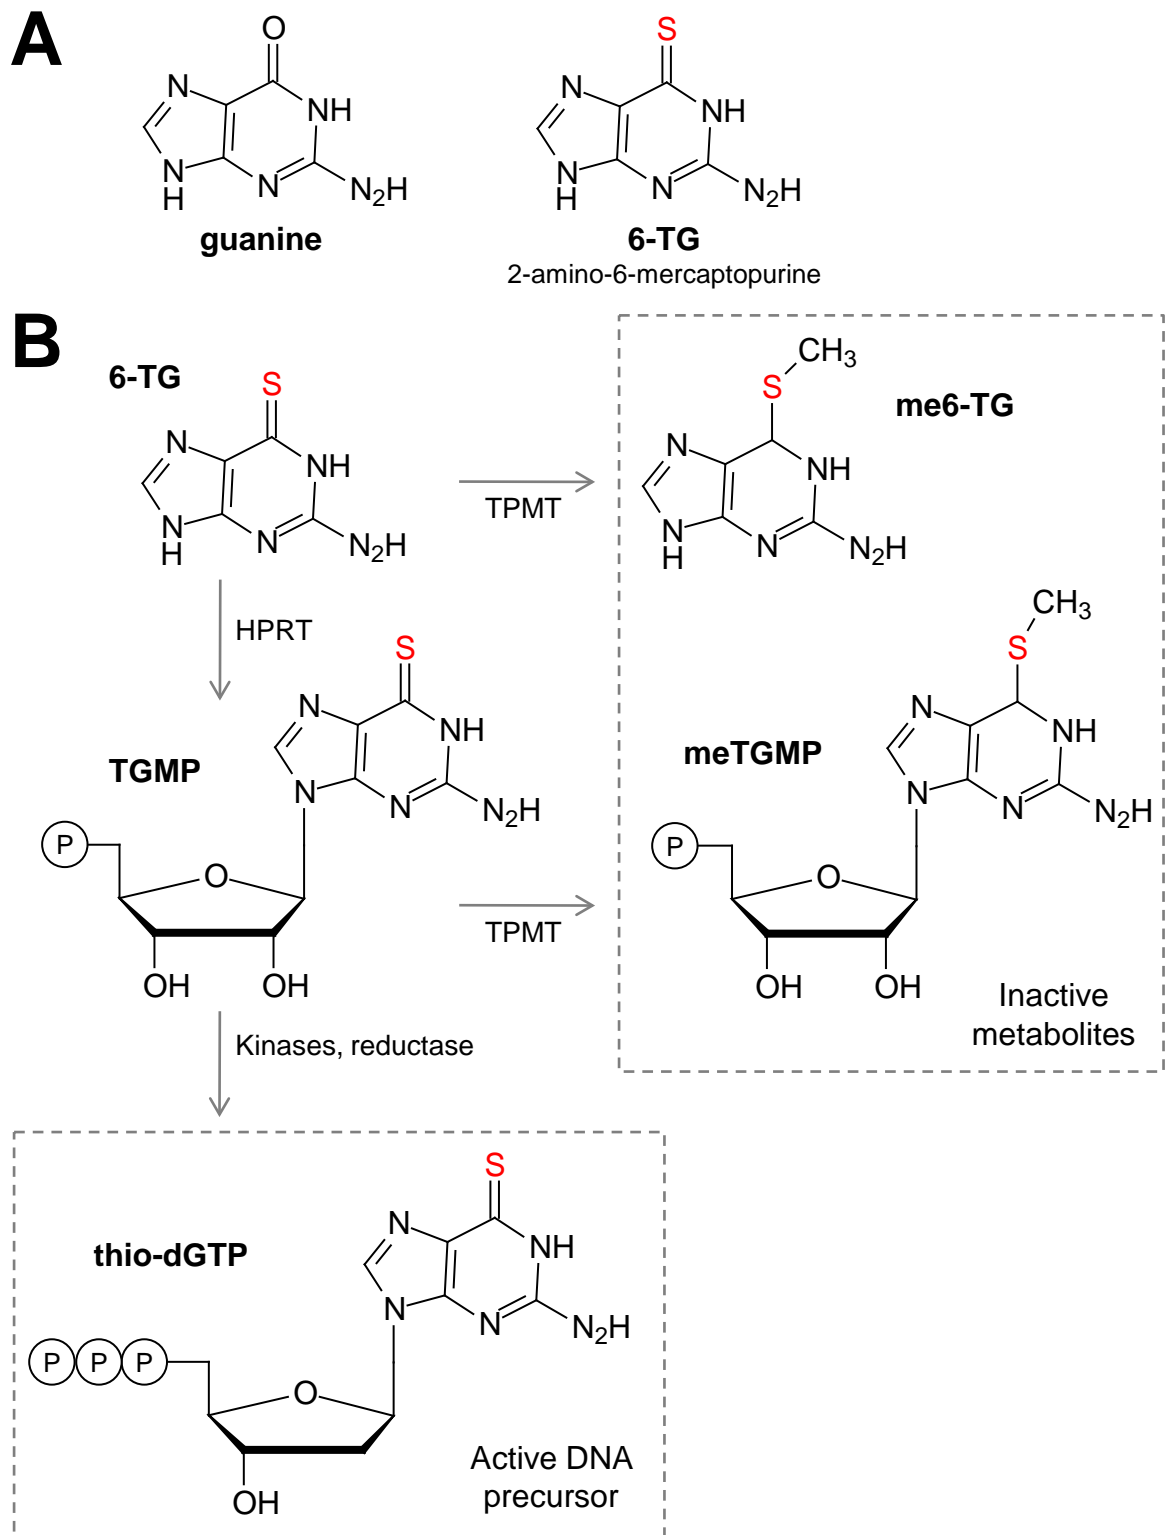 A
O
N
NH
N
H
N
N₂H
guanine
S
N
NH
N
H
N
N₂H
6-TG
2-amino-6-mercaptopurine
B
6-TG
S
N
NH
N
H
N
N₂H
TPMT
CH₃
S
me6-TG
N
NH
N
H
N
N₂H
HPRT
S
N
NH
TGMP
N
N
N₂H
P
O
OH
OH
TPMT
CH₃
S
N
NH
meTGMP
N
N
N₂H
P
O
OH
OH
Inactive
metabolites
Kinases, reductase
S
N
NH
thio-dGTP
N
N
N₂H
P P P
O
OH
Active DNA
precursor